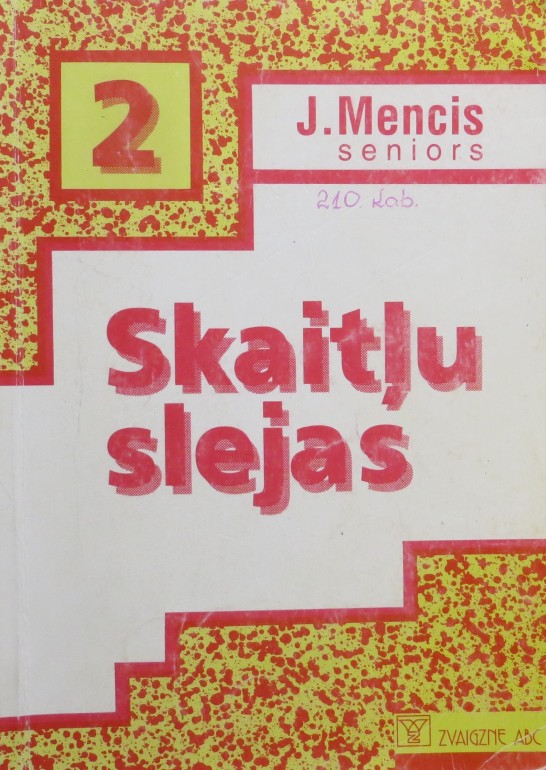 2
J.Mencis
seniors
210. kab.
Skaitļu
slejas
ZVAIGZNE ABC